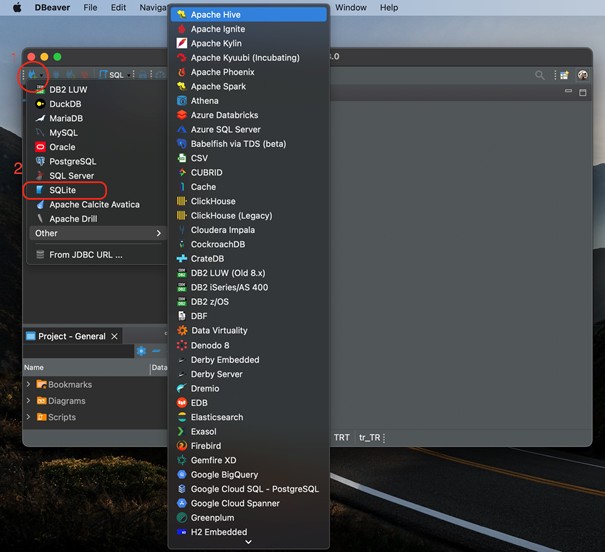 DBeaver File Edit Window Help
1
SQL
2
DB2 LUW
DuckDB
MariaDB
MySQL
Oracle
PostgreSQL
SQL Server
SQLite
Apache Calcite Avatica
Apache Drill
Other
From JDBC URL ...
Apache Hive
Apache Ignite
Apache Kylin
Apache Kyuubi (Incubating)
Apache Phoenix
Apache Spark
Athena
Azure Databricks
Azure SQL Server
Babelfish via TDS (beta)
CSV
CUBRID
Cache
ClickHouse
ClickHouse (Legacy)
Cloudera Impala
CockroachDB
CrateDB
DB2 LUW (Old 8.x)
DB2 iSeries/AS 400
DB2 z/OS
DBF
Data Virtuality
Denodo 8
Derby Embedded
Derby Server
Dremio
EDB
Elasticsearch
Exasol
Firebird
Gemfire XD
Google BigQuery
Google Cloud SQL - PostgreSQL
Google Cloud Spanner
Greenplum
H2 Embedded
Project - General
Name
Bookmarks
Diagrams
Scripts
TRT tr_TR